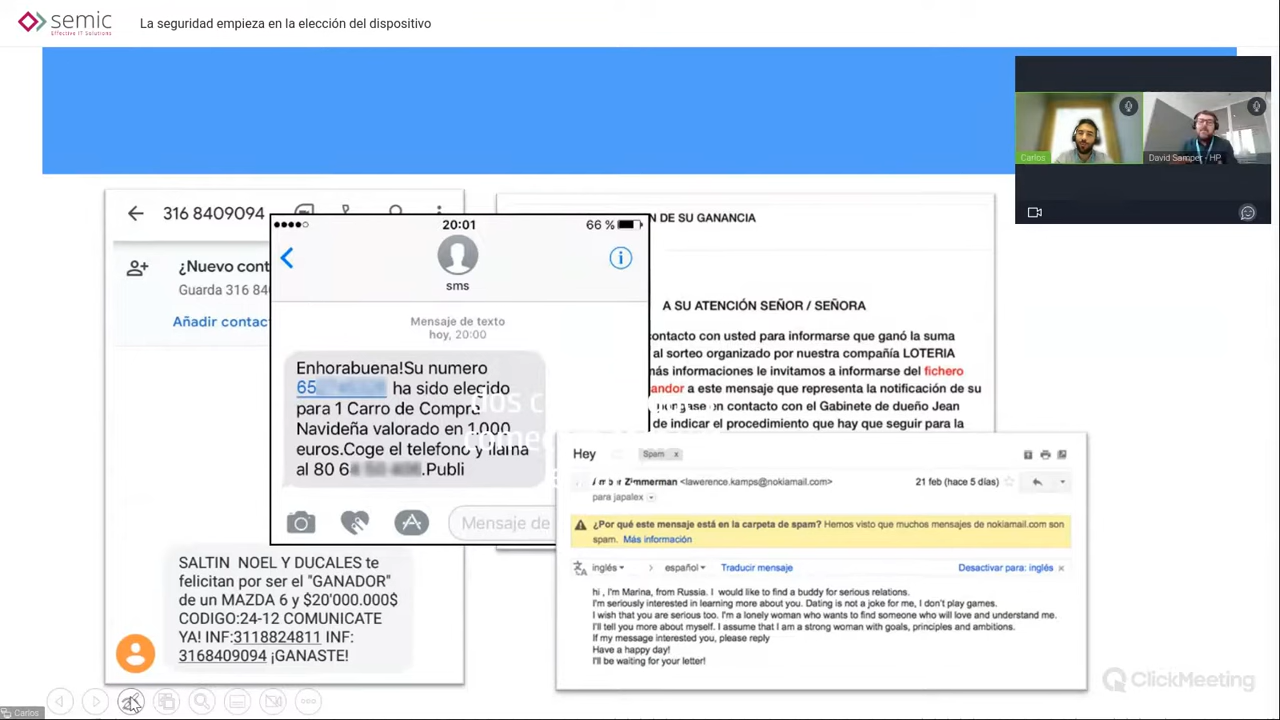 semic
Effective IT Solutions
La seguridad empieza en la elección del dispositivo
Carlos
David Samper - HP
316 8409094
¿Nuevo cont
Guarda 316 84
Añadir contac
SALTIN NOEL Y DUCALES te
felicitan por ser el "GANADOR"
de un MAZDA 6 y $20'000.000$
CODIGO:24-12 COMUNICATE
YA! INF:3118824811 INF:
3168409094 ¡GANASTE!
20:01
66 %
sms
Mensaje de texto
hoy, 20:00
Enhorabuena!Su numero
65 ha sido elegido
para 1 Carro de Compra
Navideña valorado en 1.000
euros.Coge el telefono y llama
al 80 6 .Publi
Mensaje de
N DE SU GANANCIA
A SU ATENCIÓN SEÑOR / SEÑORA
contacto con usted para informarse que ganó la suma
al sorteo organizado por nuestra compañía LOTERIA
más informaciones le invitamos a informarse del fichero
andor a este mensaje que representa la notificación de su
en contacto con el Gabinete de dueño Jean
de indicar el procedimiento que hay que seguir para la
Hey
Spam x
Zimmerman <lawerence.kamps@nokiamail.com>
21 feb (hace 5 días)
para japalex
¿Por qué este mensaje está en la carpeta de spam? Hemos visto que muchos mensajes de nokiamail.com son
spam. Más información
inglés > español Traducir mensaje Desactivar para: inglés x
hi , I'm Marina, from Russia. I would like to find a buddy for serious relations.
I'm seriously interested in learning more about you. Dating is not a joke for me, I don't play games.
I wish that you are serious too. I'm a lonely woman who wants to find someone who will love and understand me.
I'll tell you more about myself. I assume that I am a strong woman with goals, principles and ambitions.
If my message interested you, please reply
Have a happy day!
I'll be waiting for your letter!
ClickMeeting
Carlos